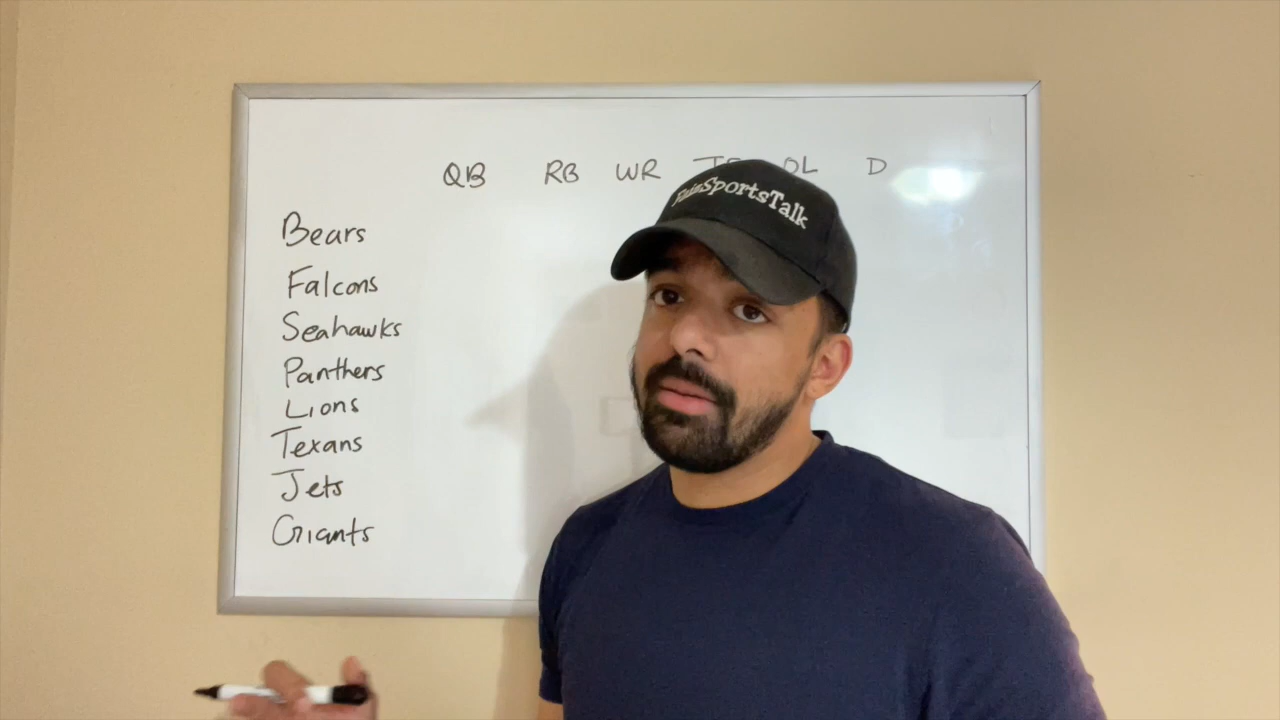 QB RB WR OL D
Bears
Falcons
Seahawks
Panthers
Lions
Texans
Jets
Giants